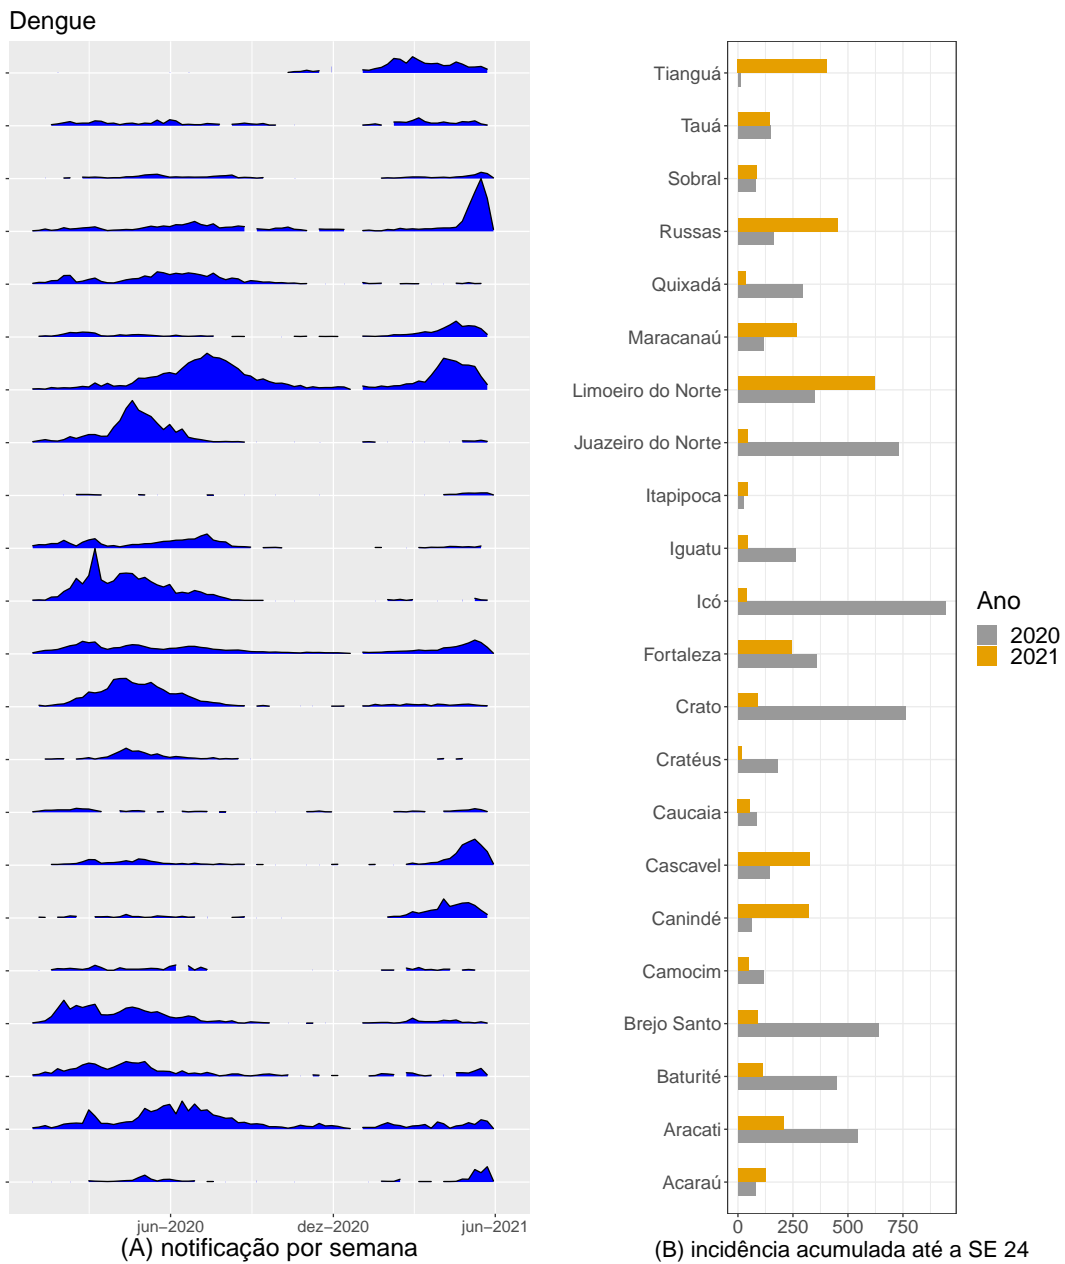 Dengue
Tianguá
Tauá
Sobral
Russas
Quixadá
Maracanaú
Limoeiro do Norte
Juazeiro do Norte
Itapipoca
Iguatu
Icó
Fortaleza
Crato
Cratéus
Caucaia
Cascavel
Canindé
Camocim
Brejo Santo
Baturité
Aracati
Acaraú
Ano
2020
2021
jun−2020 dez−2020 jun−2021
0 250 500 750
(A) notificação por semana
(B) incidência acumulada até a SE 24